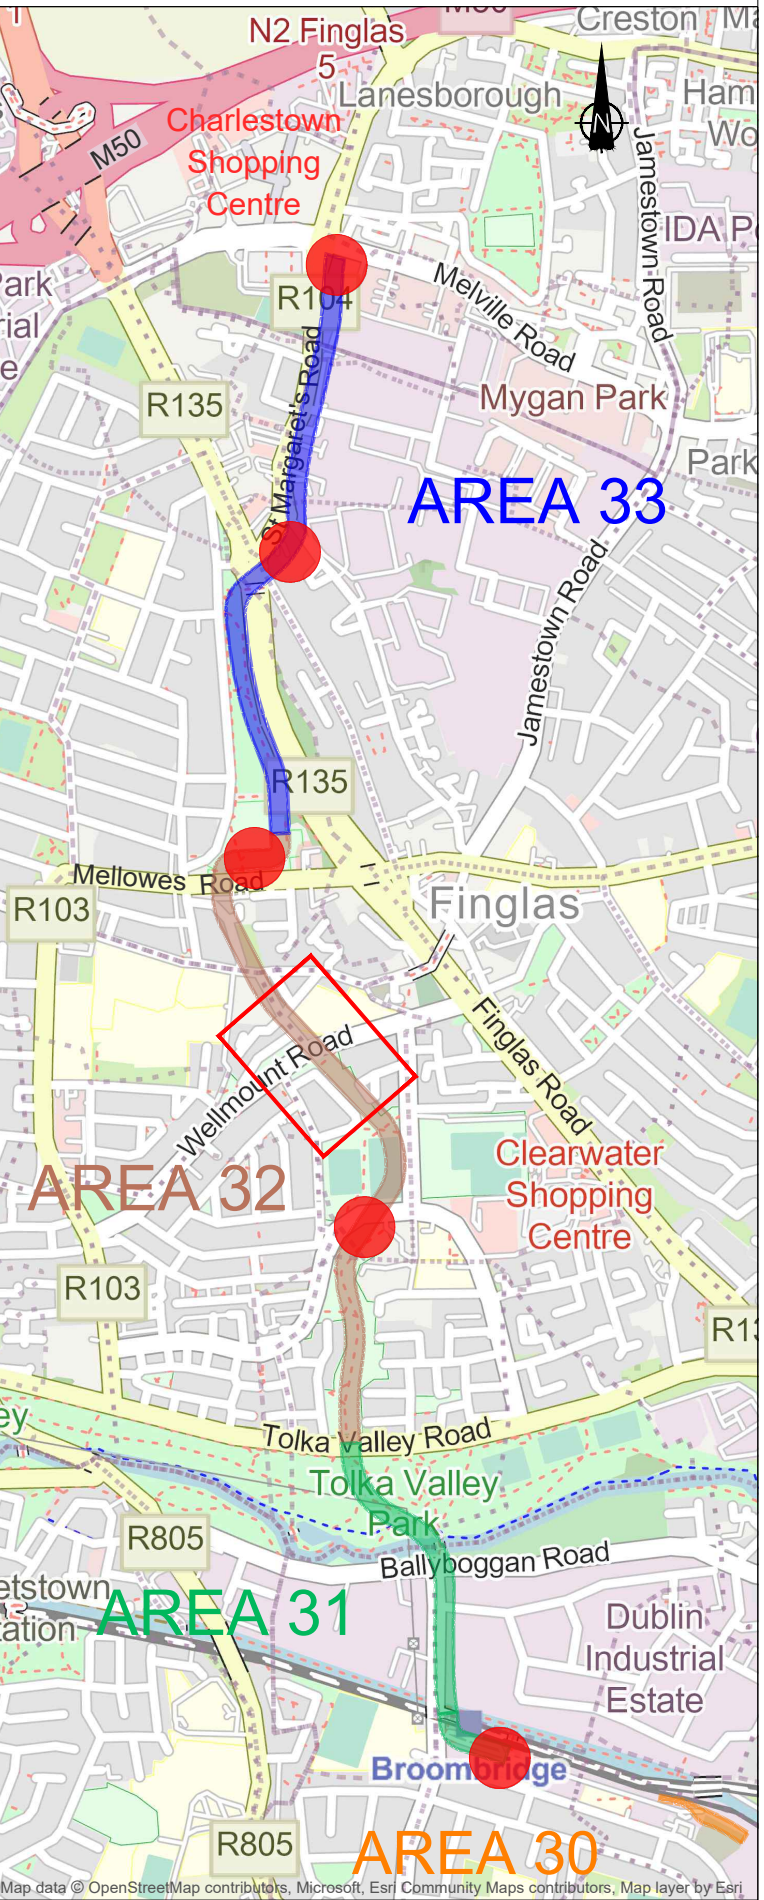 Creston
N2 Finglas
5
Lanesborough
Charlestown
Shopping
Centre
M50
N
Jamestown Road
IDA
R104
Melville Road
St Margaret's Road
R135
Mygan Park
Park
AREA 33
Jamestown Road
R135
Mellowes Road
R103
Finglas
Finglas Road
Wellmount Road
Clearwater
Shopping
Centre
AREA 32
R103
Tolka Valley Road
Tolka Valley
Park
R805
Ballyboggan Road
AREA 31
Dublin
Industrial
Estate
Broombridge
R805
AREA 30
Map data © OpenStreetMap contributors, Microsoft, Esri Community Maps contributors, Map layer by Esri